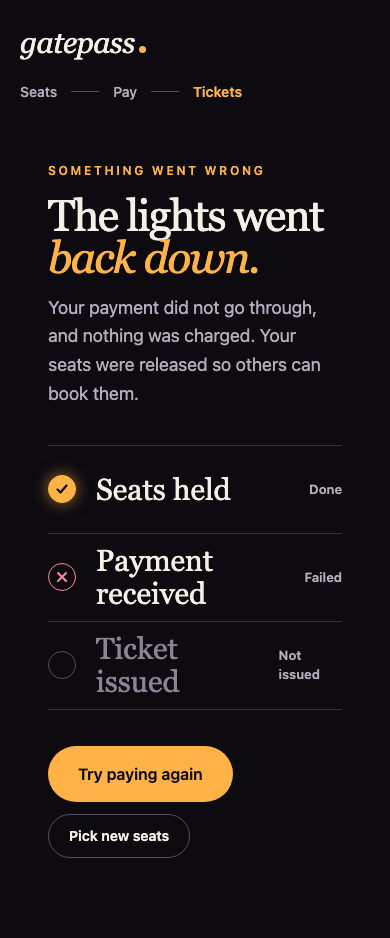 gatepass.
Seats Pay Tickets
SOMETHING WENT WRONG
The lights went
back down.
Your payment did not go through,
and nothing was charged. Your
seats were released so others can
book them.
Seats held Done
Payment
received
Failed
Ticket
issued
Not
issued
Try paying again
Pick new seats